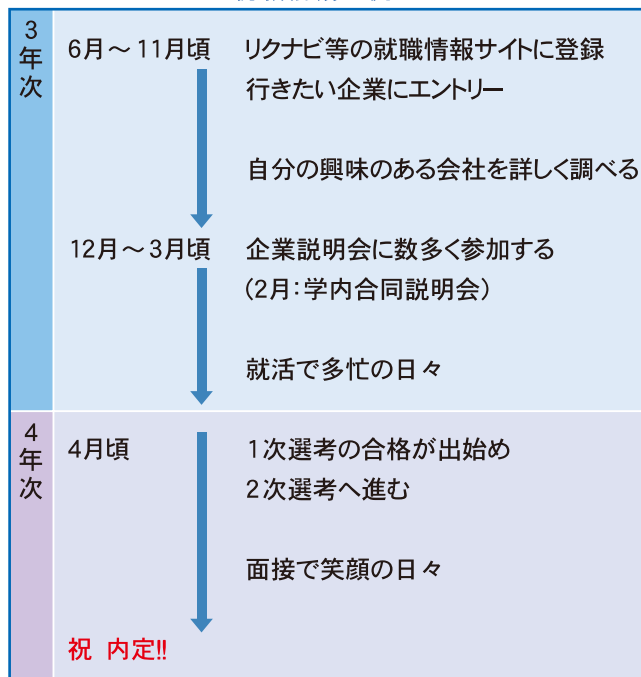 3年次
6月～11月頃 リクナビ等の就職情報サイトに登録
行きたい企業にエントリー
自分の興味のある会社を詳しく調べる
12月～3月頃 企業説明会に数多く参加する
(2月：学内合同説明会)
就活で多忙の日々
4年次
4月頃 1次選考の合格が出始め
2次選考へ進む
面接で笑顔の日々
祝 内定!!